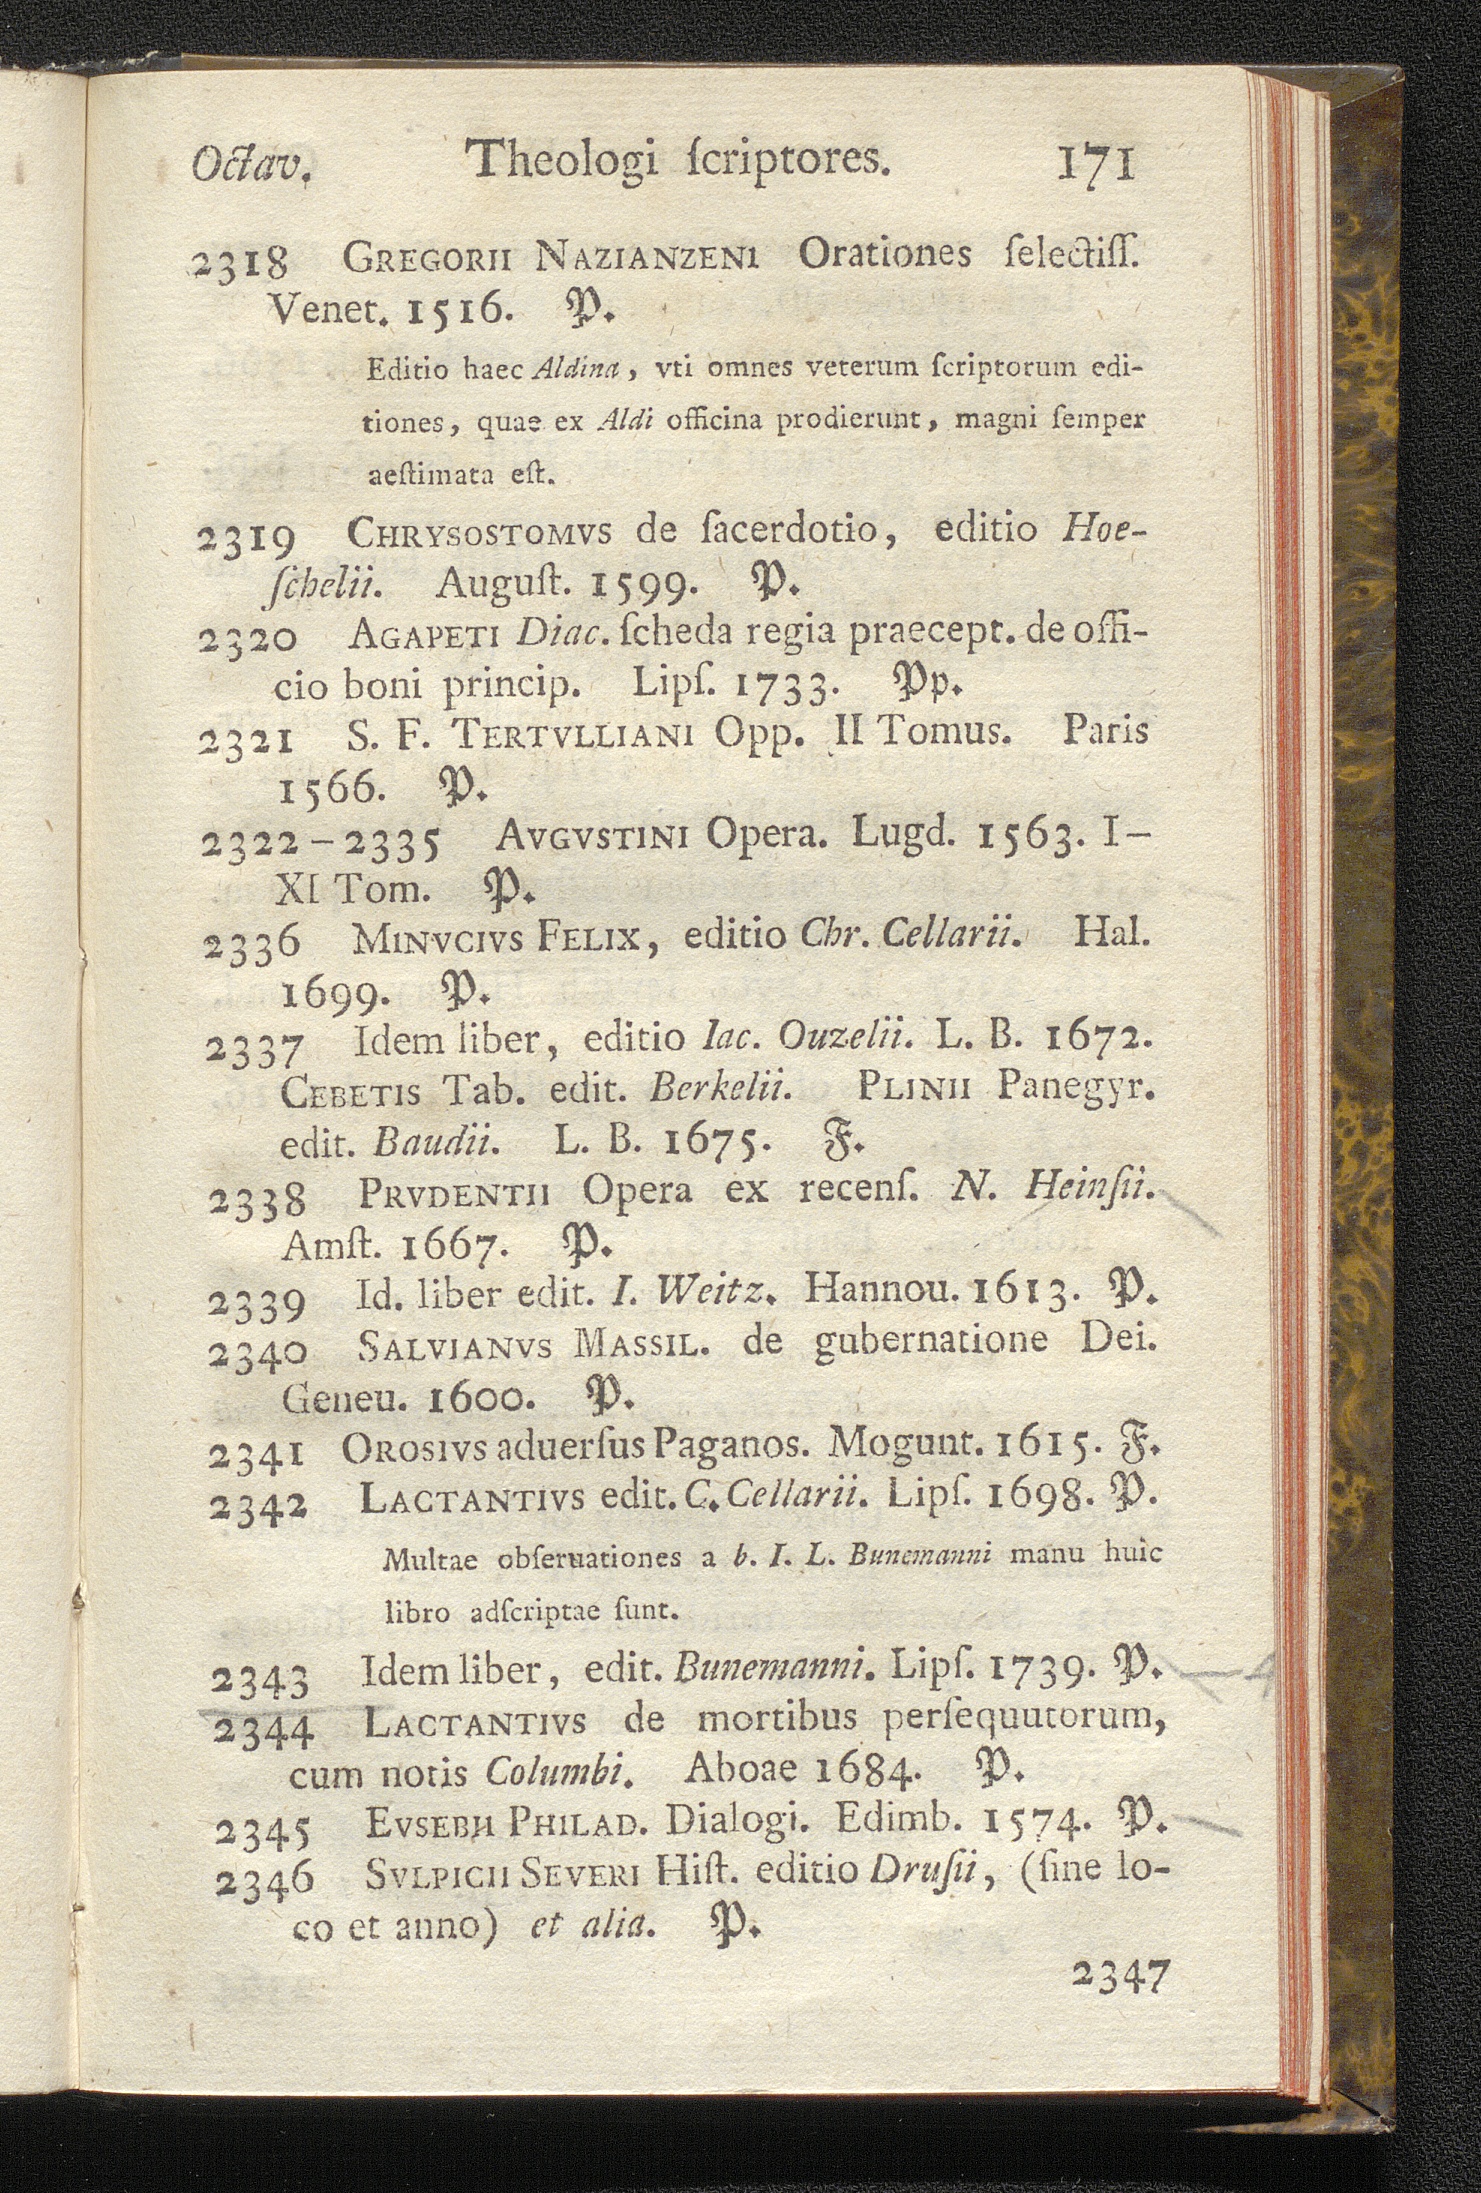 Octav. Theologi ſcriptores. 171
2318 GREGORII NAZIANZENI Orationes ſelectiſſ.
Venet. 1516. P.
Editio haec Aldina, vti omnes veterum ſcriptorum edi-
tiones, quae ex Aldi officina prodierunt, magni ſemper
aeſtimata eſt.
2319 CHRYSOSTOMVS de ſacerdotio, editio Hoe-
ſchelii. Auguſt. 1599. P.
2320 AGAPETI Diac. ſcheda regia praecept. de offi-
cio boni princip. Lipſ. 1733. Pp.
2321 S. F. TERTVLLIANI Opp. II Tomus. Paris
1566. P.
2322–2335 AVGVSTINI Opera. Lugd. 1563. I–
XI Tom. P.
2336 MINVCIVS FELIX, editio Chr. Cellarii. Hal.
1699. P.
2337 Idem liber, editio Iac. Ouzelii. L. B. 1672.
CEBETIS Tab. edit. Berkelii. PLINII Panegyr.
edit. Baudii. L. B. 1675. F.
2338 PRVDENTII Opera ex recenſ. N. Heinſii.
Amſt. 1667. P.
2339 Id. liber edit. I. Weitz. Hannou. 1613. P.
2340 SALVIANVS MASSIL. de gubernatione Dei.
Geneu. 1600. P.
2341 OROSIVS aduerſus Paganos. Mogunt. 1615. F.
2342 LACTANTIVS edit. C. Cellarii. Lipſ. 1698. P.
Multae obſeruationes a b. I. L. Bunemanni manu huic
libro adſcriptae ſunt.
2343 Idem liber, edit. Bunemanni. Lipſ. 1739. P.
2344 LACTANTIVS de mortibus perſequutorum,
cum notis Columbi. Aboae 1684. P.
2345 EVSEBII PHILAD. Dialogi. Edimb. 1574. P.
2346 SVLPICII SEVERI Hiſt. editio Druſii, (ſine lo-
co et anno) et alia. P.
2347